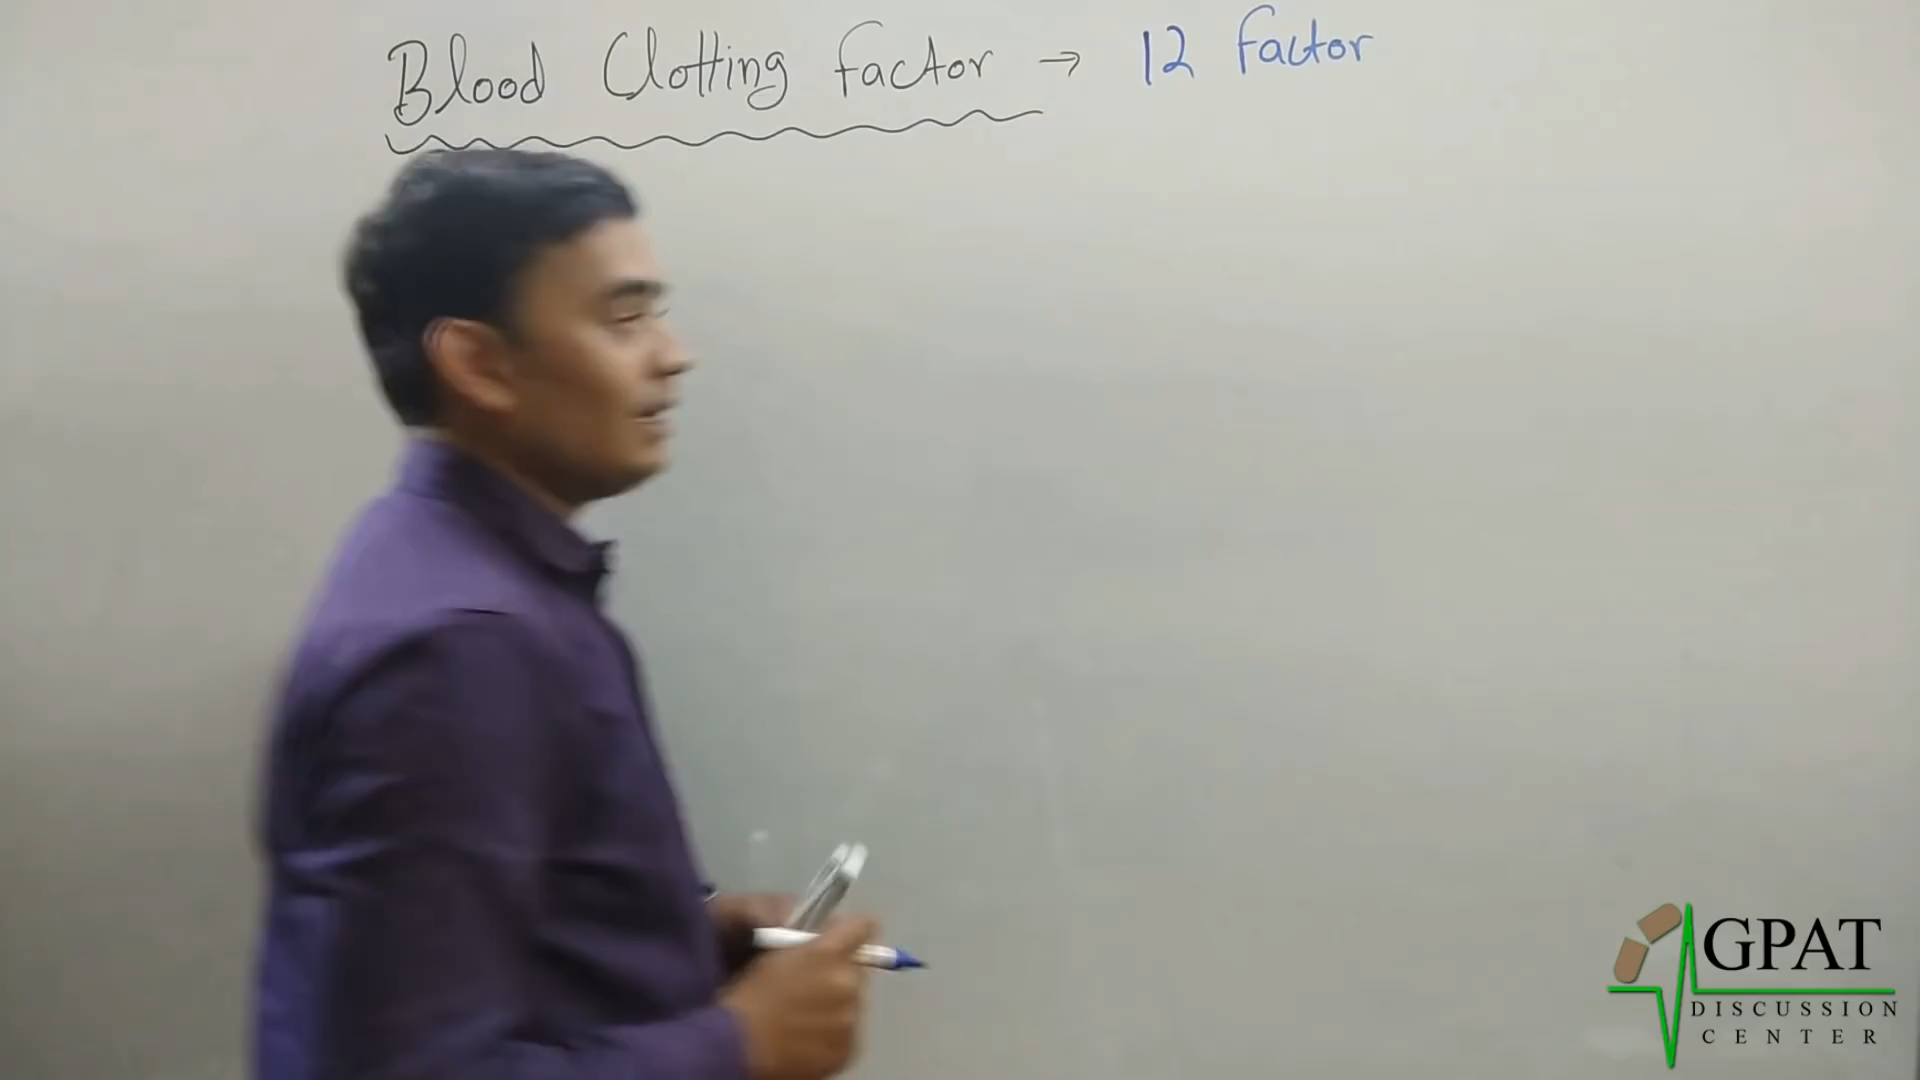 Blood Clotting factor → 12 factor
GPAT
DISCUSSION
CENTER